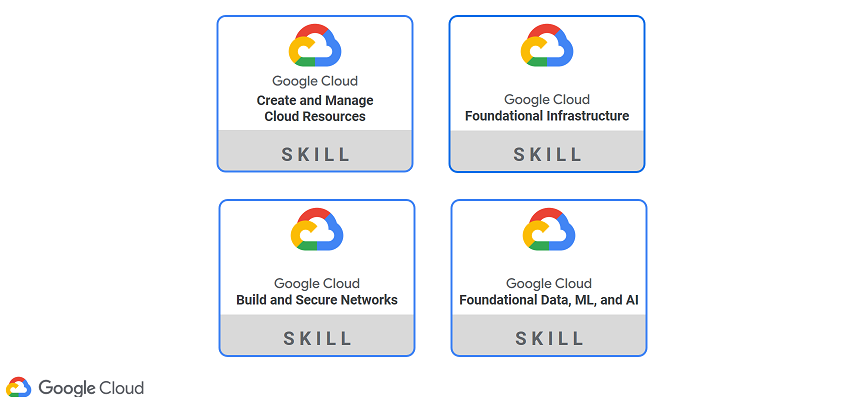 Google Cloud
Create and Manage
Cloud Resources
SKILL
Google Cloud
Foundational Infrastructure
SKILL
Google Cloud
Build and Secure Networks
SKILL
Google Cloud
Foundational Data, ML, and AI
SKILL
Google Cloud